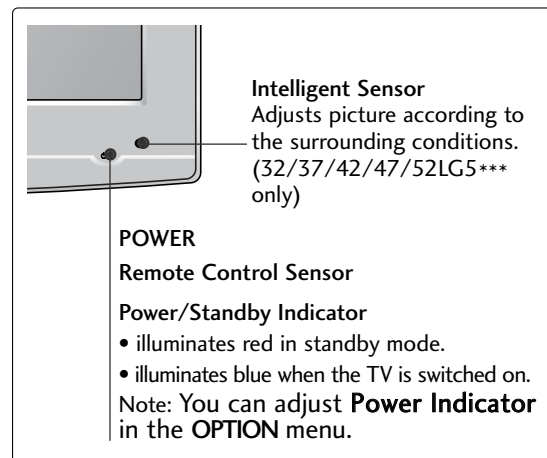 Intelligent Sensor
Adjusts picture according to
the surrounding conditions.
(32/37/42/47/52LG5***
only)
POWER
Remote Control Sensor
Power/Standby Indicator
• illuminates red in standby mode.
• illuminates blue when the TV is switched on.
Note: You can adjust Power Indicator
in the OPTION menu.